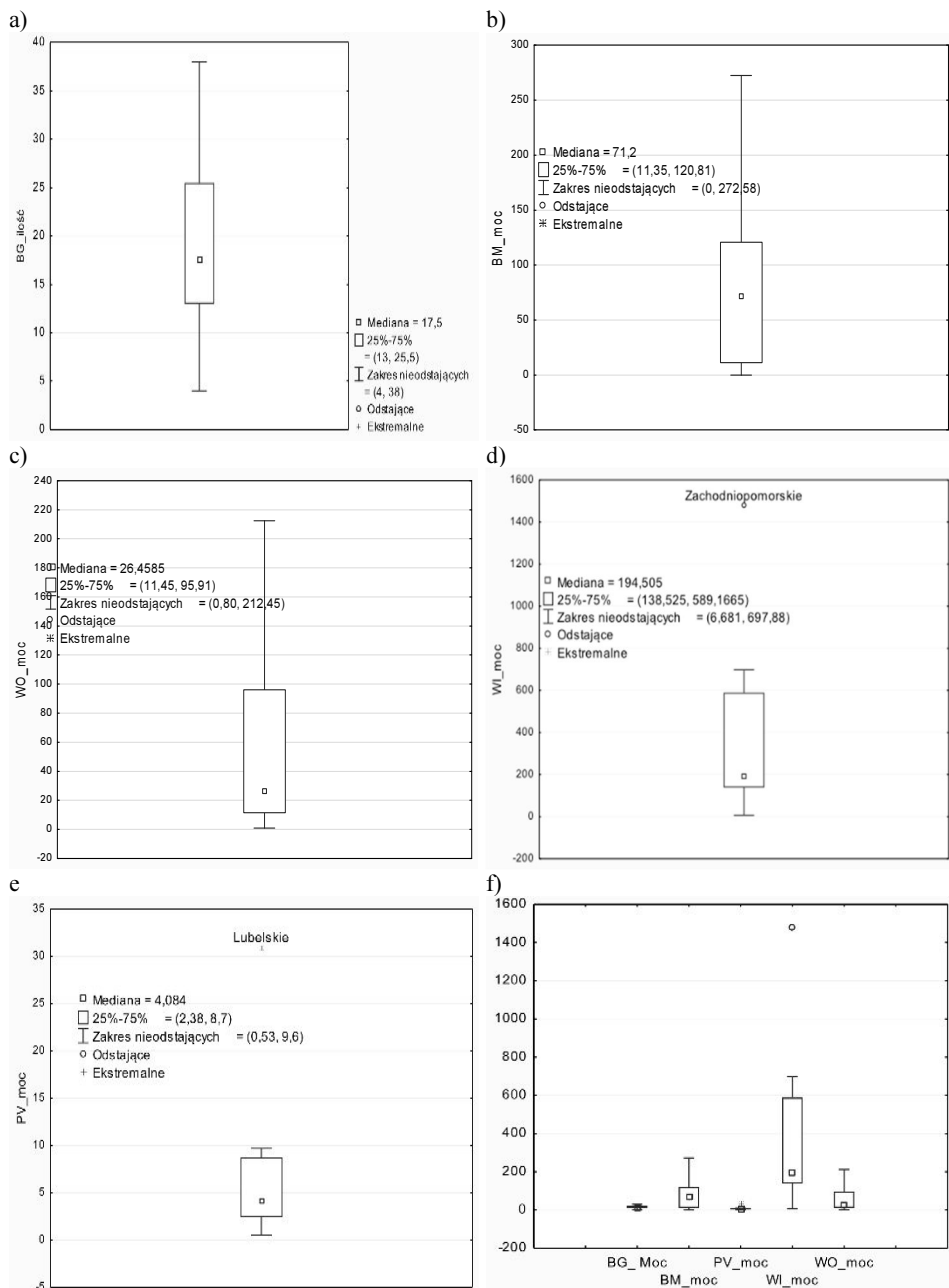 a)
40
35
30
25
20
15
10
5
0
BG_ilość
Mediana = 17,5
25%-75%
= (13, 25,5)
Zakres nieodstających
= (4, 38)
Odstające
Ekstremalne
b)
300
250
200
150
100
50
0
-50
BM_moc
Mediana = 71,2
25%-75% = (11,35, 120,81)
Zakres nieodstających = (0, 272,58)
Odstające
Ekstremalne
c)
240
220
200
180
160
140
120
100
80
60
40
20
0
-20
WO_moc
Mediana = 26,4585
25%-75% = (11,45, 95,91)
Zakres nieodstających = (0,80, 212,45)
Odstające
Ekstremalne
d)
1600
1400
1200
1000
800
600
400
200
0
-200
WI_moc
Zachodniopomorskie
Mediana = 194,505
25%-75% = (138,525, 589,1665)
Zakres nieodstających = (6,681, 697,88)
Odstające
Ekstremalne
e
35
30
25
20
15
10
5
0
-5
PV_moc
Lubelskie
Mediana = 4,084
25%-75% = (2,38, 8,7)
Zakres nieodstających = (0,53, 9,6)
Odstające
Ekstremalne
f)
1600
1400
1200
1000
800
600
400
200
0
-200
BG_ Moc PV_moc WO_moc
BM_moc WI_moc